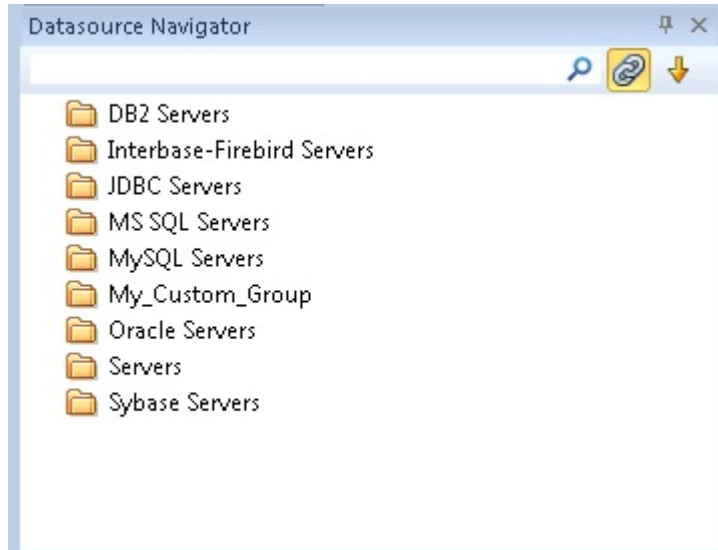 Datasource Navigator
DB2 Servers
Interbase-Firebird Servers
JDBC Servers
MS SQL Servers
MySQL Servers
My_Custom_Group
Oracle Servers
Servers
Sybase Servers